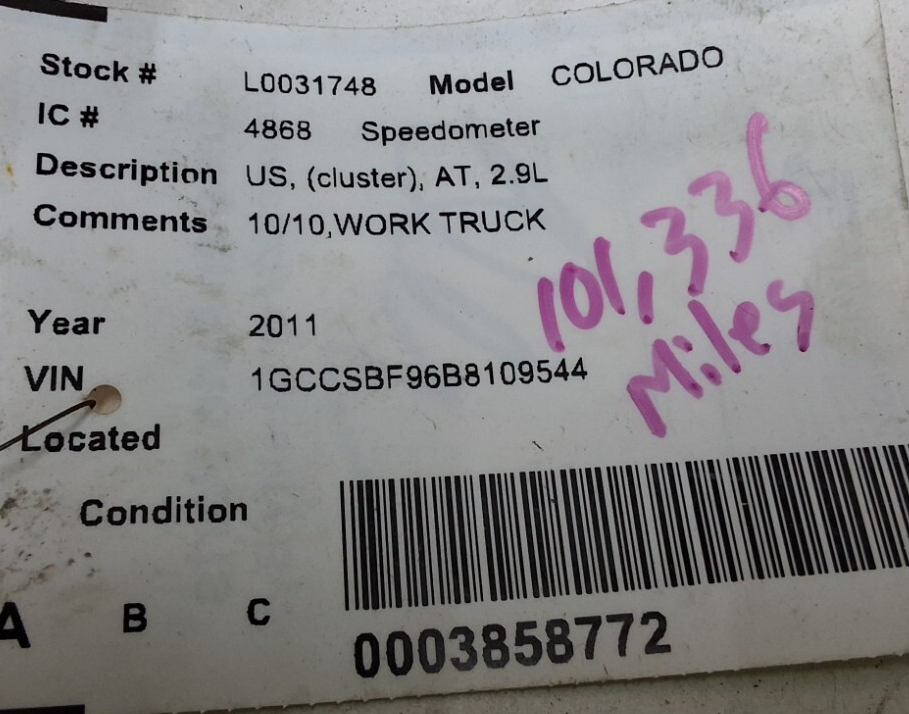 Stock # L0031748 Model COLORADO
IC # 4868 Speedometer
Description US, (cluster), AT, 2.9L
Comments 10/10,WORK TRUCK
101,336
Miles
Year 2011
VIN 1GCCSBF96B8109544
Located
Condition
A B C
0003858772